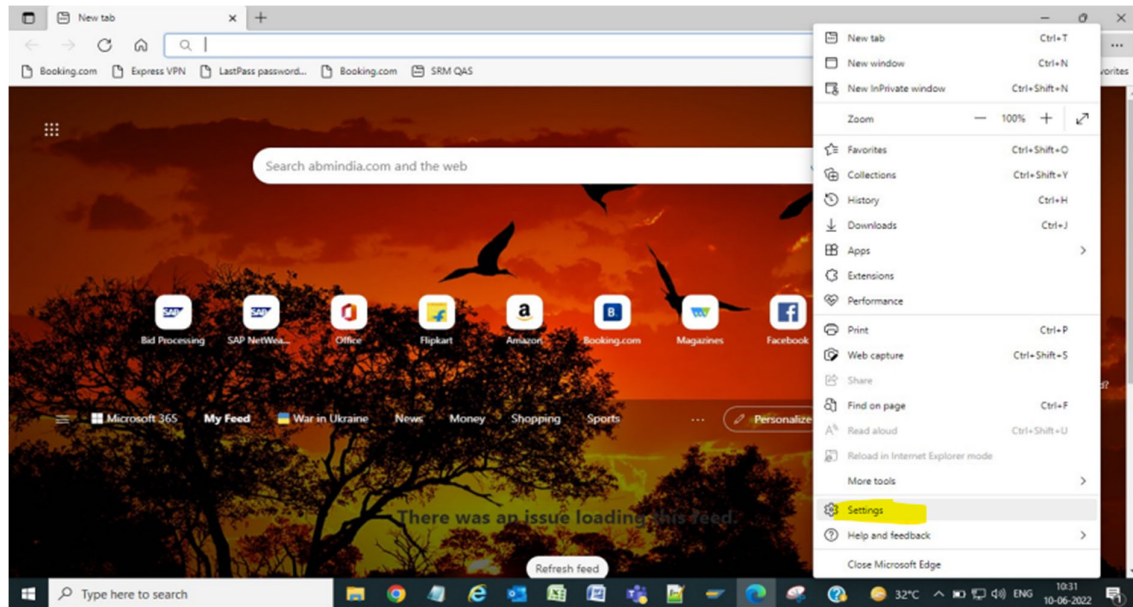 New tab
Booking.com Express VPN LastPass password... Booking.com SRM QAS
vorites
Search abmindia.com and the web
SAP SAP a B.
Bid Processing SAP NetWea... Office Flipkart Amazon Booking.com Magazines Facebook
Microsoft 365 My Feed War in Ukraine News Money Shopping Sports ... Personalize
d?
There was an issue loading this feed.
Refresh feed
New tab Ctrl+T
New window Ctrl+N
New InPrivate window Ctrl+Shift+N
Zoom — 100% +
Favorites Ctrl+Shift+O
Collections Ctrl+Shift+Y
History Ctrl+H
Downloads Ctrl+J
Apps
Extensions
Performance
Print Ctrl+P
Web capture Ctrl+Shift+S
Share
Find on page Ctrl+F
Read aloud Ctrl+Shift+U
Reload in Internet Explorer mode
More tools
Settings
Help and feedback
Close Microsoft Edge
Type here to search
32°C ENG
10:31
10-06-2022